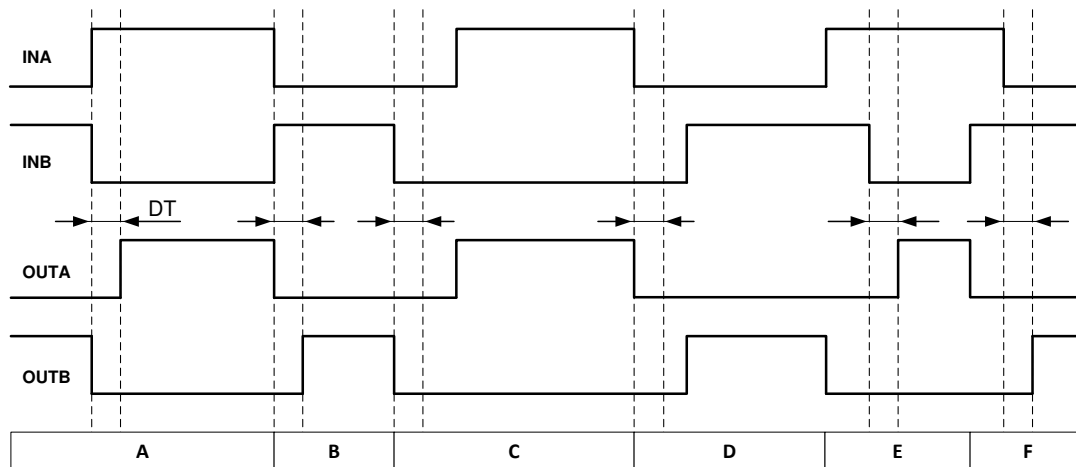 INA
INB
DT
OUTA
OUTB
A B C D E F